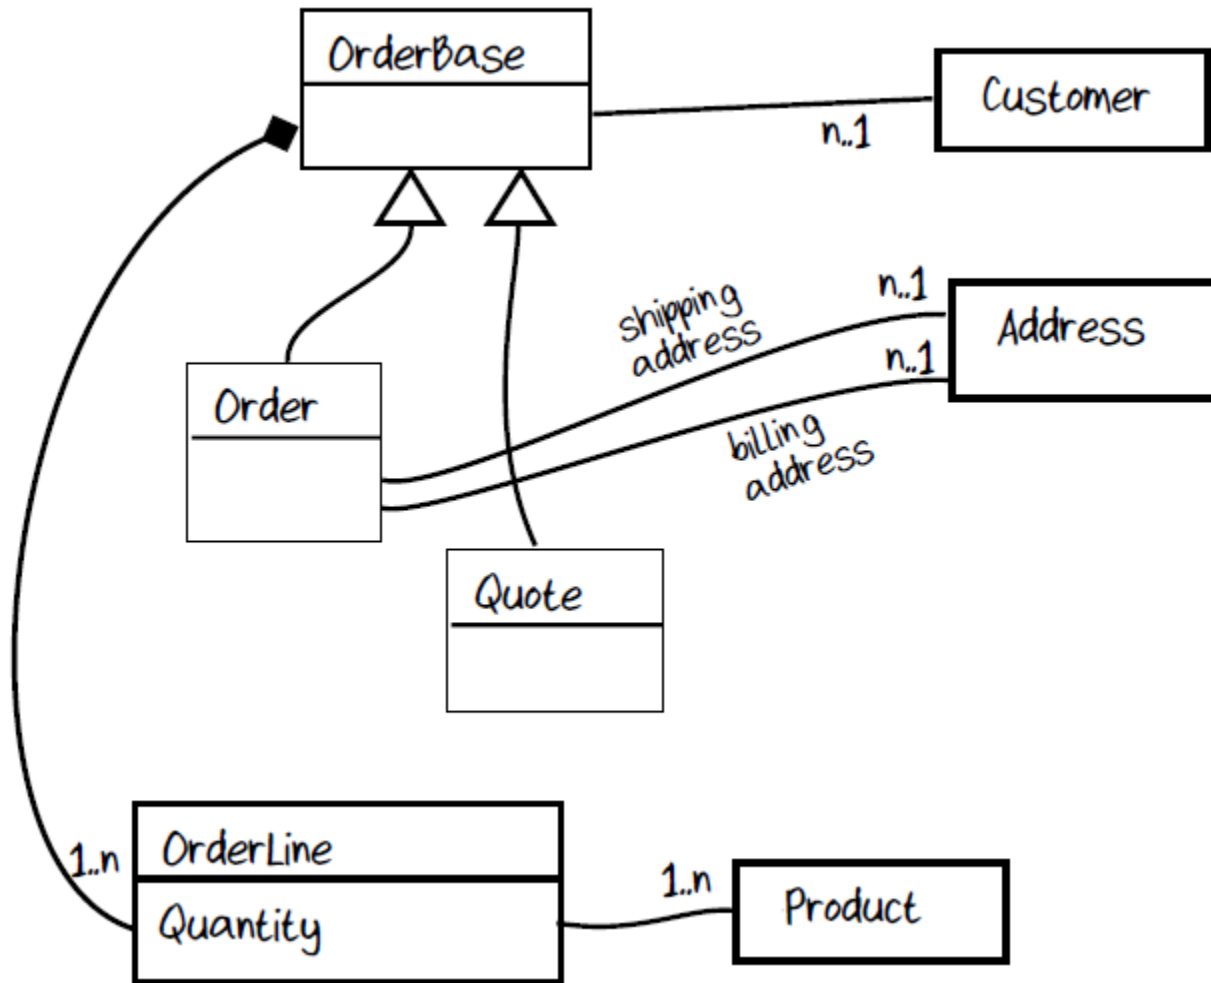 OrderBase
Customer
n..1
n..1
shipping
address
Address
n..1
Order
billing
address
Quote
OrderLine
1..n
1..n
Product
Quantity